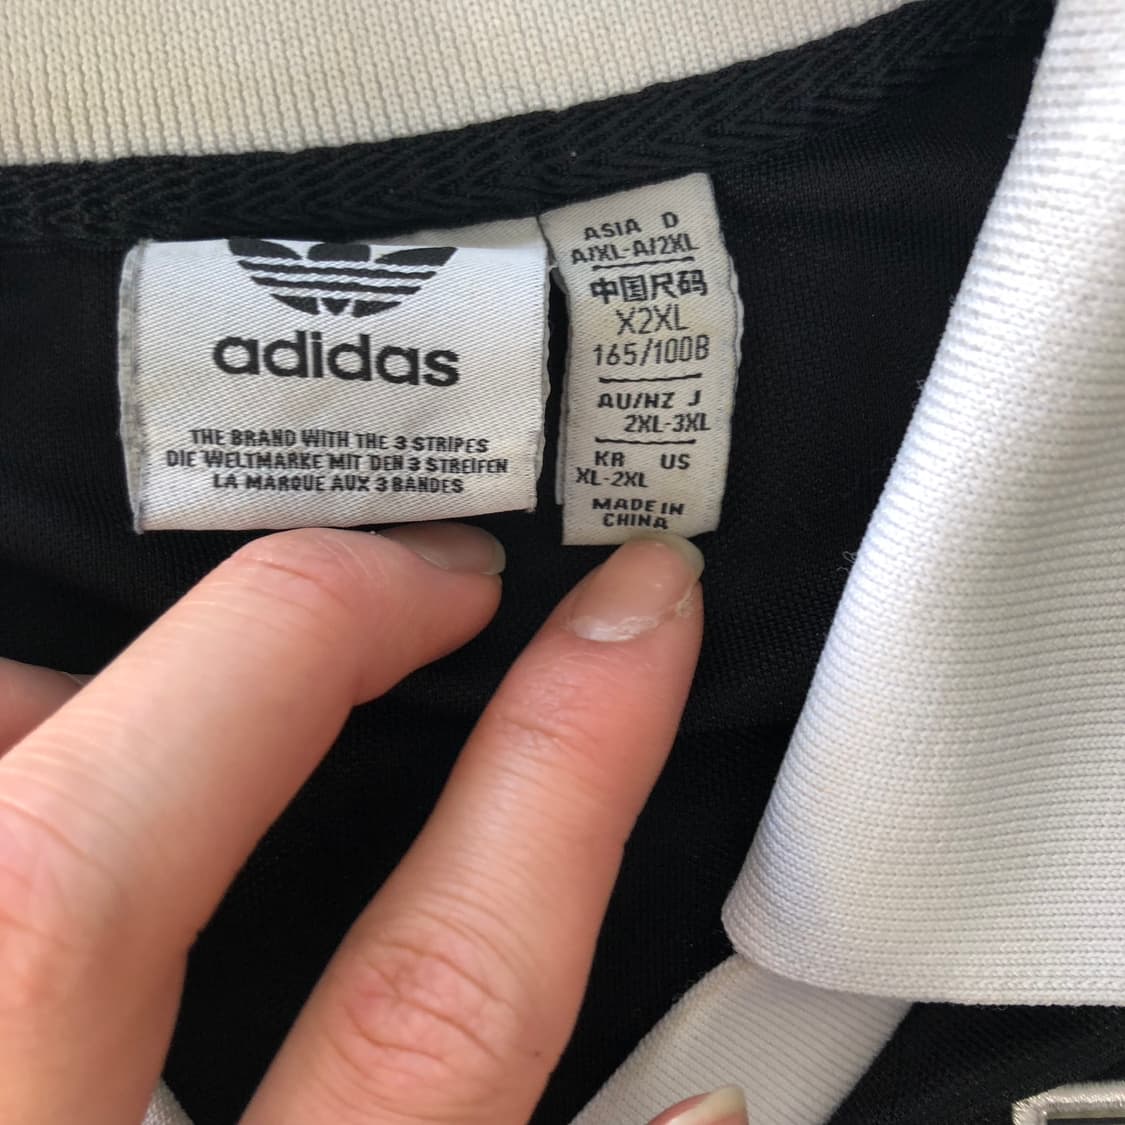 adidas
THE BRAND WITH THE 3 STRIPES
DIE WELTMARKE MIT DEN 3 STREIFEN
LA MARQUE AUX 3 BANDES
ASIA D
A/XL-A/2XL
中国尺码
X2XL
165/100B
AU/NZ J
2XL-3XL
KR US
XL-2XL
MADE IN
CHINA